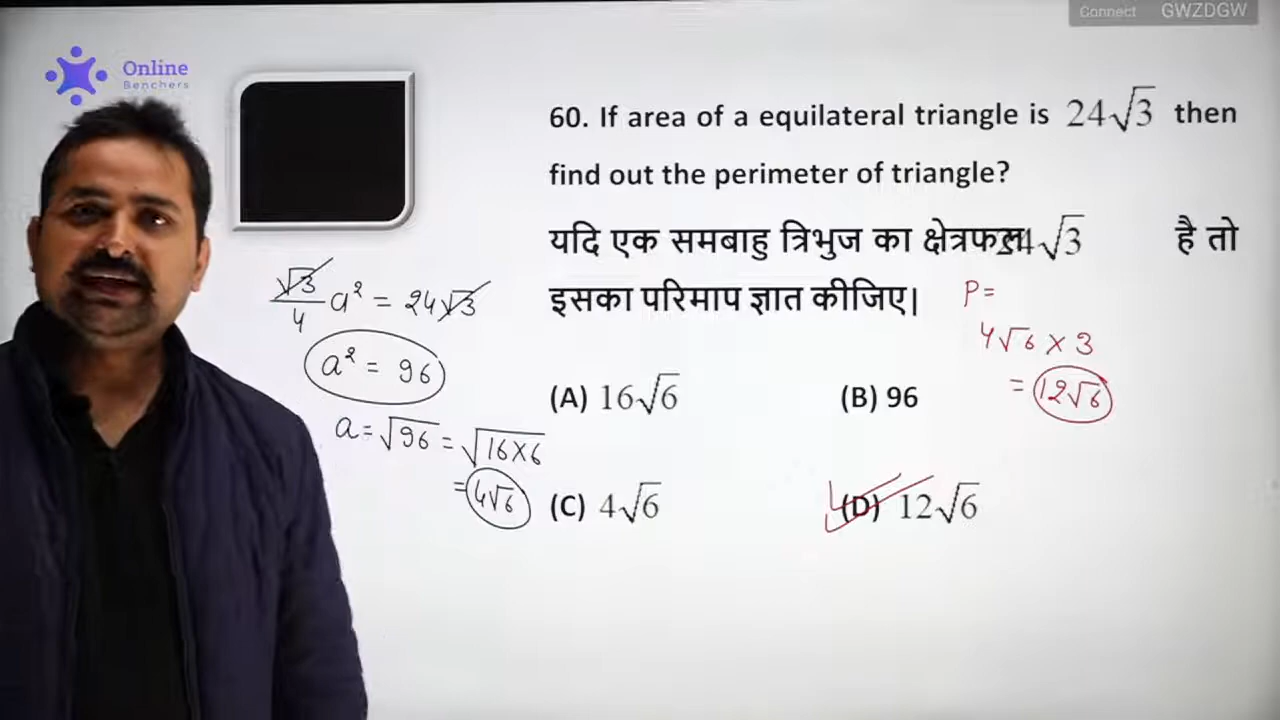 Connect GWZDGW
Online
Benchers
60. If area of a equilateral triangle is 24√3 then
find out the perimeter of triangle?
यदि एक समबाहु त्रिभुज का क्षेत्रफल 24√3 है तो
इसका परिमाप ज्ञात कीजिए।
√3/4 a² = 24√3
a² = 96
a = √96 = √16×6
= 4√6
P =
4√6 × 3
= 12√6
(A) 16√6 (B) 96
(C) 4√6 (D) 12√6